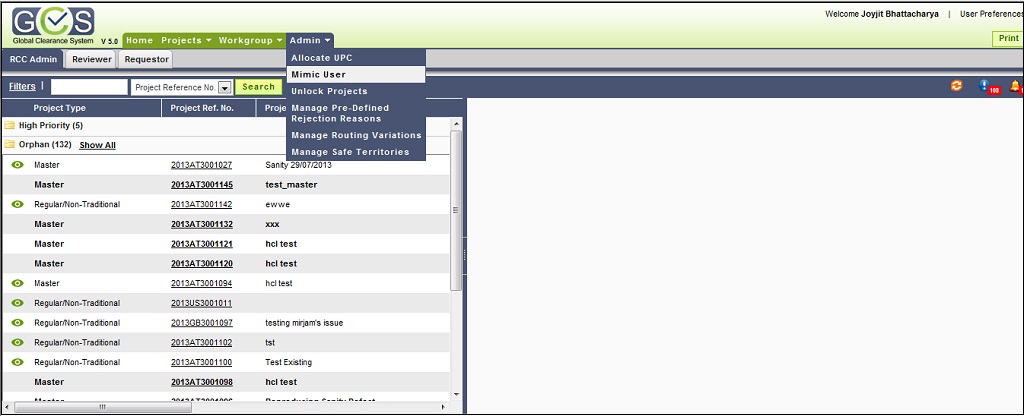 GCS
Global Clearance System
V 5.0
Welcome Joyjit Bhattacharya | User Preferences
Home Projects Workgroup Admin
Print
RCC Admin Reviewer Requestor
Allocate UPC
Mimic User
Unlock Projects
Manage Pre-Defined
Rejection Reasons
Manage Routing Variations
Manage Safe Territories
Filters | Project Reference No. Search
198
Project Type Project Ref. No. Proje
High Priority (5)
Orphan (132) Show All
Master 2013AT3001027 Sanity 29/07/2013
Master 2013AT3001145 test_master
Regular/Non-Traditional 2013AT3001142 ewwe
Master 2013AT3001132 xxx
Master 2013AT3001121 hcl test
Master 2013AT3001120 hcl test
Master 2013AT3001094 hcl test
Regular/Non-Traditional 2013US3001011
Regular/Non-Traditional 2013GB3001097 testing mirjam's issue
Regular/Non-Traditional 2013AT3001102 tst
Regular/Non-Traditional 2013AT3001100 Test Existing
Master 2013AT3001098 hcl test